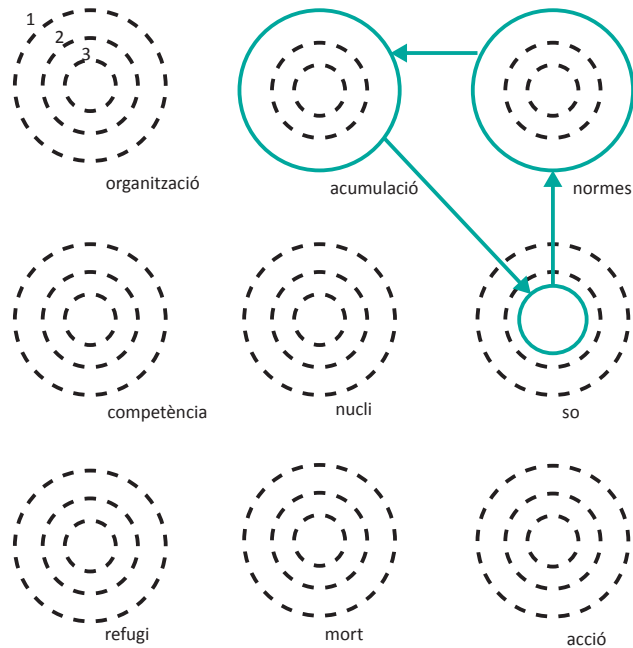 1
2
3
organització
acumulació
normes
competència
nucli
so
refugi
mort
acció